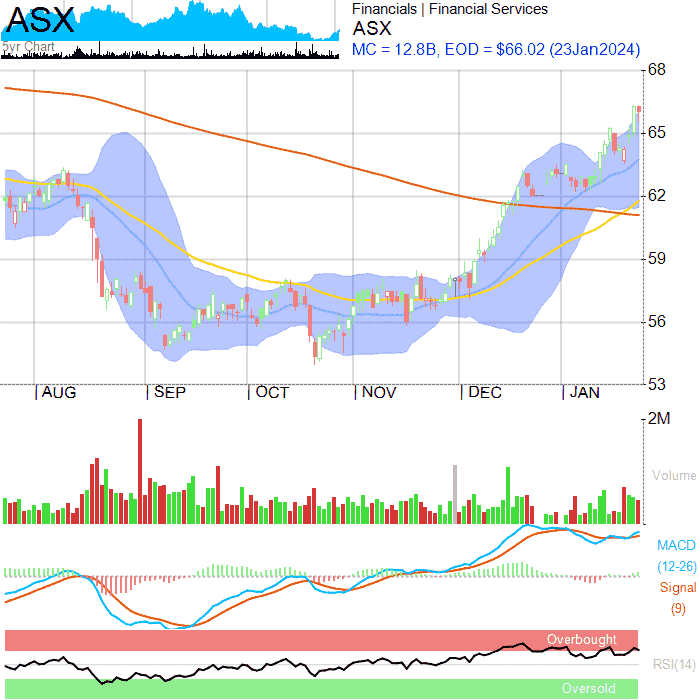 ASX
5yr Chart
Financials | Financial Services
ASX
MC = 12.8B, EOD = $66.02 (23Jan2024)
68
65
62
59
56
53
AUG SEP OCT NOV DEC JAN
2M
Volume
MACD
(12-26)
Signal
(9)
Overbought
RSI(14)
Oversold